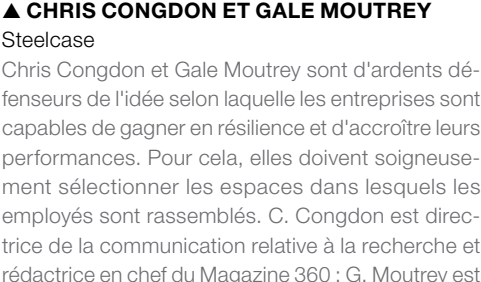 ▲ CHRIS CONGDON ET GALE MOUTREY
Steelcase
Chris Congdon et Gale Moutrey sont d'ardents dé-
fenseurs de l'idée selon laquelle les entreprises sont
capables de gagner en résilience et d'accroître leurs
performances. Pour cela, elles doivent soigneuse-
ment sélectionner les espaces dans lesquels les
employés sont rassemblés. C. Congdon est direc-
trice de la communication relative à la recherche et
rédactrice en chef du Magazine 360 ; G. Moutrey est